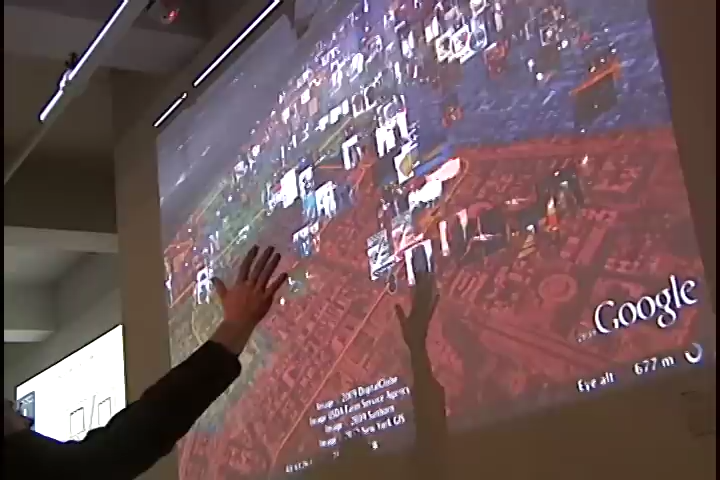 Google
Eye alt 677 m
Image 2009 DigitalGlobe
Image USDA Farm Service Agency
Image 2009 Sanborn
Image New York GIS